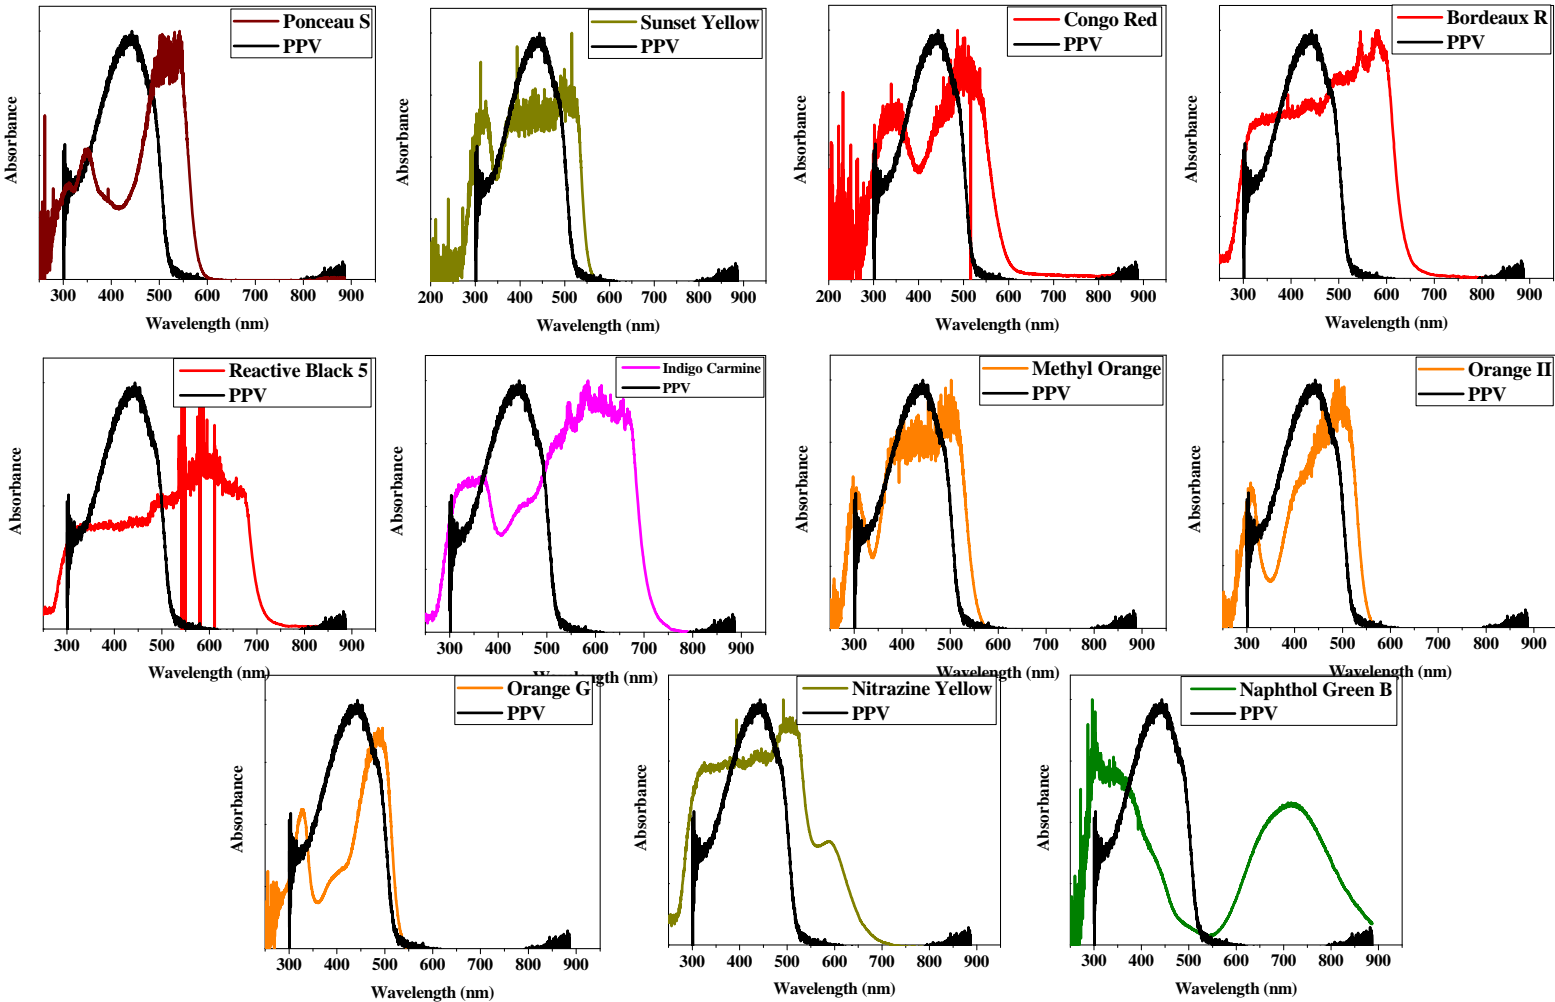 Ponceau S
PPV
Absorbance
300 400 500 600 700 800 900
Wavelength (nm)
Sunset Yellow
PPV
Absorbance
200 300 400 500 600 700 800 900
Wavelength (nm)
Congo Red
PPV
Absorbance
200 300 400 500 600 700 800 900
Wavelength (nm)
Bordeaux R
PPV
Absorbance
300 400 500 600 700 800 900
Wavelength (nm)
Reactive Black 5
PPV
Absorbance
300 400 500 600 700 800 900
Wavelength (nm)
Indigo Carmine
PPV
Absorbance
300 400 500 600 700 800 900
Wavelength (nm)
Methyl Orange
PPV
Absorbance
300 400 500 600 700 800 900
Wavelength (nm)
Orange II
PPV
Absorbance
300 400 500 600 700 800 900
Wavelength (nm)
Orange G
PPV
Absorbance
300 400 500 600 700 800 900
Wavelength (nm)
Nitrazine Yellow
PPV
Absorbance
300 400 500 600 700 800 900
Wavelength (nm)
Naphthol Green B
PPV
Absorbance
300 400 500 600 700 800 900
Wavelength (nm)